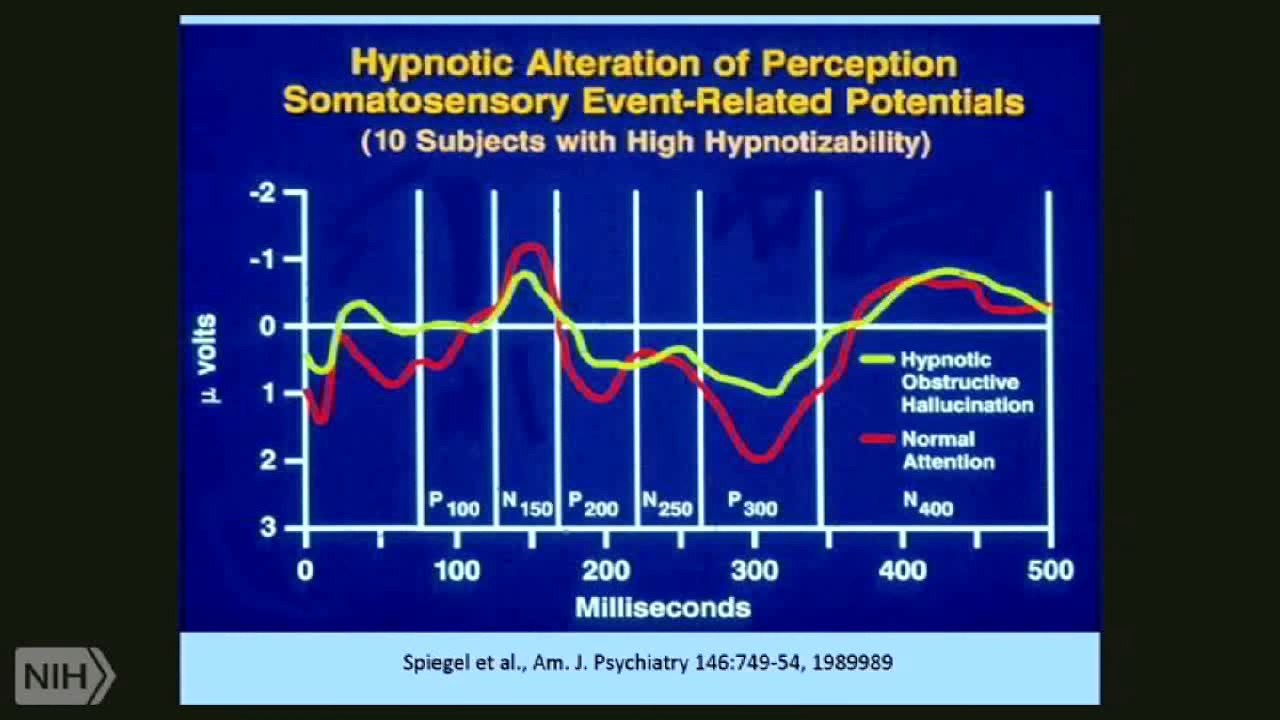 Hypnotic Alteration of Perception
Somatosensory Event-Related Potentials
(10 Subjects with High Hypnotizability)
-2
-1
0
1
2
3
μ volts
P100
N150
P200
N250
P300
N400
Hypnotic
Obstructive
Hallucination
Normal
Attention
0 100 200 300 400 500
Milliseconds
Spiegel et al., Am. J. Psychiatry 146:749-54, 1989989
NIH